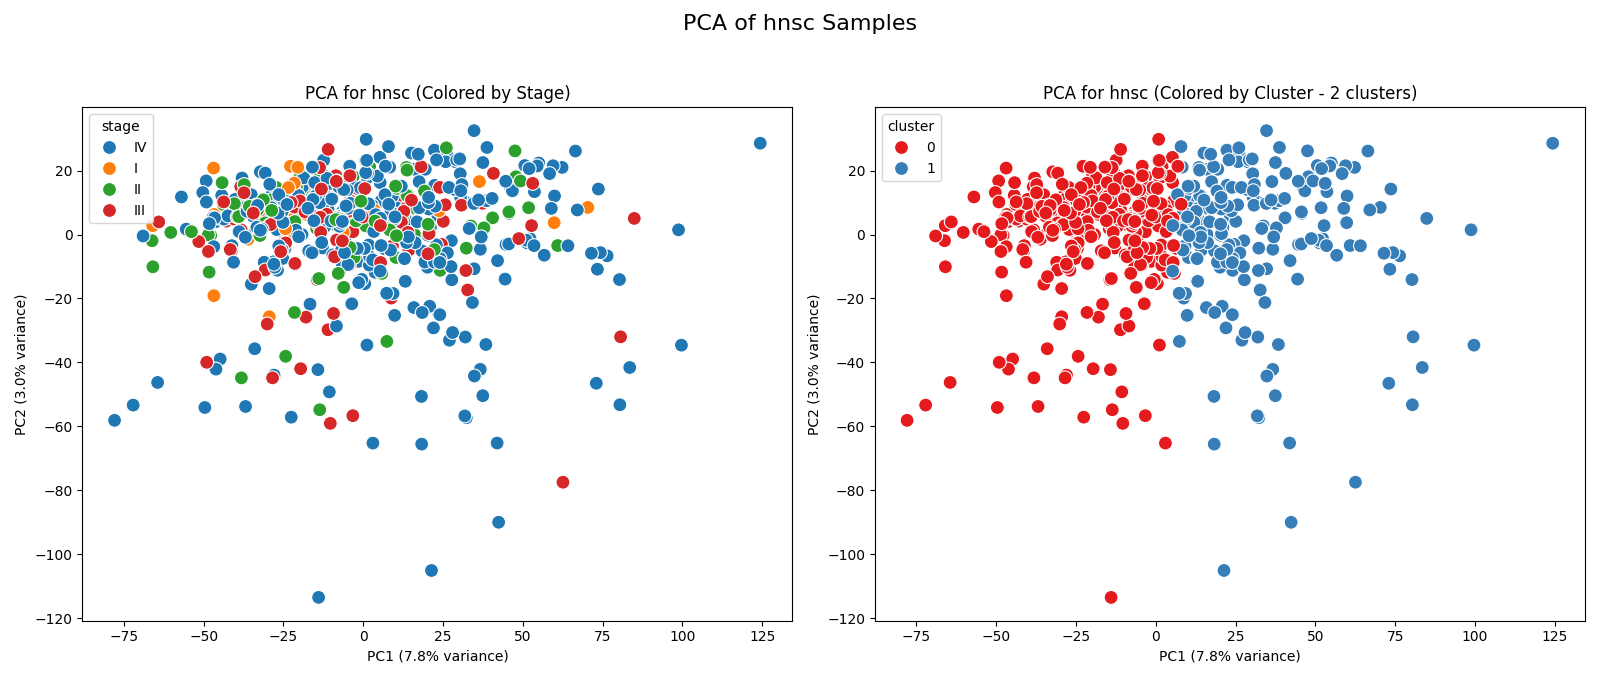 PCA of hnsc Samples
PCA for hnsc (Colored by Stage)
stage
IV
I
II
III
20
0
−20
−40
−60
−80
−100
−120
PC2 (3.0% variance)
−75
−50
−25
0
25
50
75
100
125
PC1 (7.8% variance)
PCA for hnsc (Colored by Cluster - 2 clusters)
cluster
0
1
20
0
−20
−40
−60
−80
−100
−120
PC2 (3.0% variance)
−75
−50
−25
0
25
50
75
100
125
PC1 (7.8% variance)